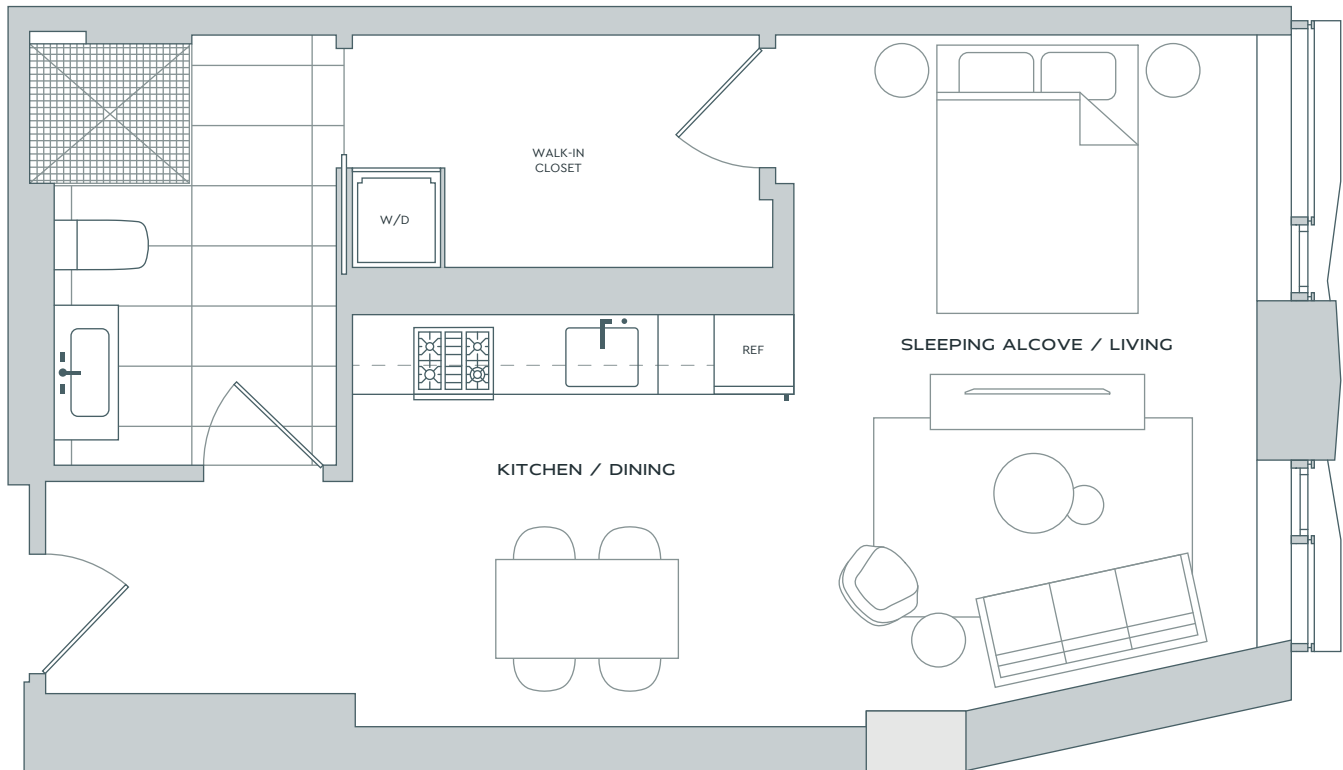 WALK-IN
CLOSET
W/D
REF
SLEEPING ALCOVE / LIVING
KITCHEN / DINING